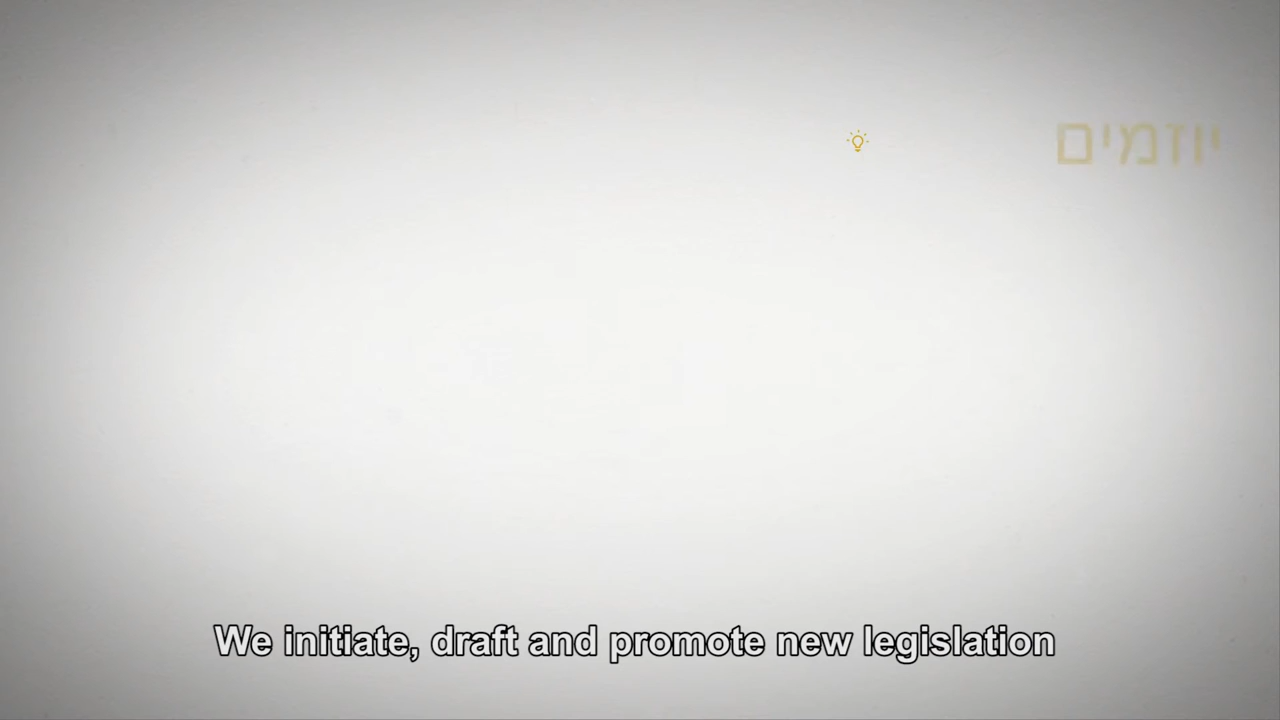 יוזמים
We initiate, draft and promote new legislation